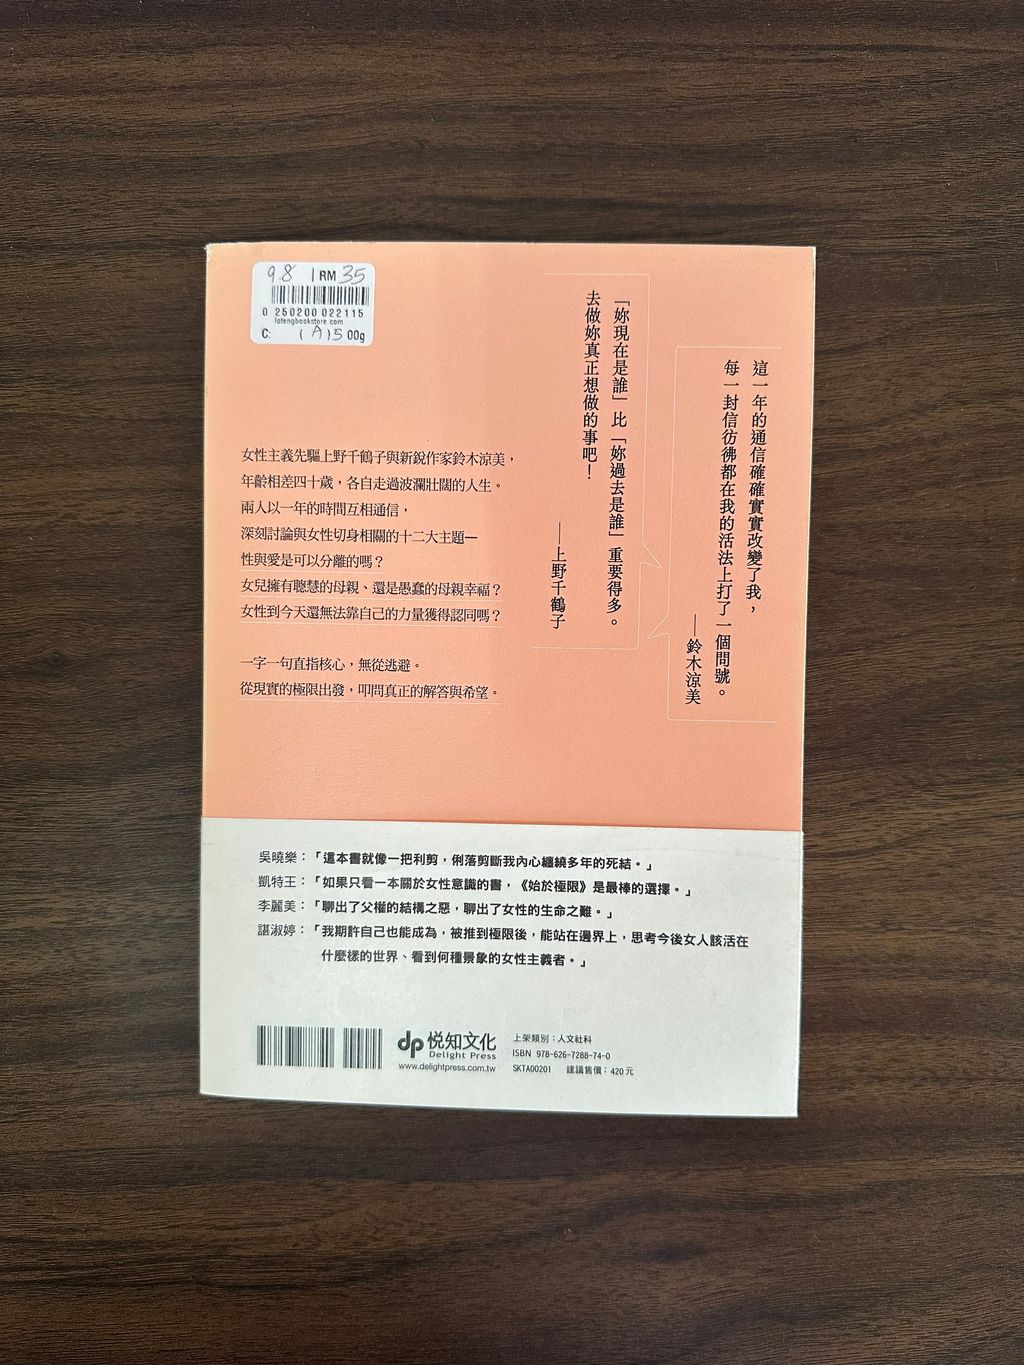 9.8 | RM 35
0 250200 022115
lotengbookstore.com
C: (A)500g
這一年的通信確確實實改變了我，
每一封信彷彿都在我的活法上打了一個問號。
——鈴木涼美
「妳現在是誰」比「妳過去是誰」重要得多。
去做妳真正想做的事吧！
——上野千鶴子
女性主義先驅上野千鶴子與新銳作家鈴木涼美，
年齡相差四十歲，各自走過波瀾壯闊的人生。
兩人以一年的時間互相通信，
深刻討論與女性切身相關的十二大主題—
性與愛是可以分離的嗎？
女兒擁有聰慧的母親、還是愚蠢的母親幸福？
女性到今天還無法靠自己的力量獲得認同嗎？
一字一句直指核心，無從逃避。
從現實的極限出發，叩問真正的解答與希望。
吳曉樂：「這本書就像一把利剪，俐落剪斷我內心纏繞多年的死結。」
凱特王：「如果只看一本關於女性意識的書，《始於極限》是最棒的選擇。」
李麗美：「聊出了父權的結構之惡，聊出了女性的生命之難。」
諶淑婷：「我期許自己也能成為，被推到極限後，能站在邊界上，思考今後女人該活在
什麼樣的世界、看到何種景象的女性主義者。」
dp 悦知文化
Delight Press
www.delightpress.com.tw
上架類別：人文社科
ISBN 978-626-7288-74-0
SKTA00201 建議售價：420元